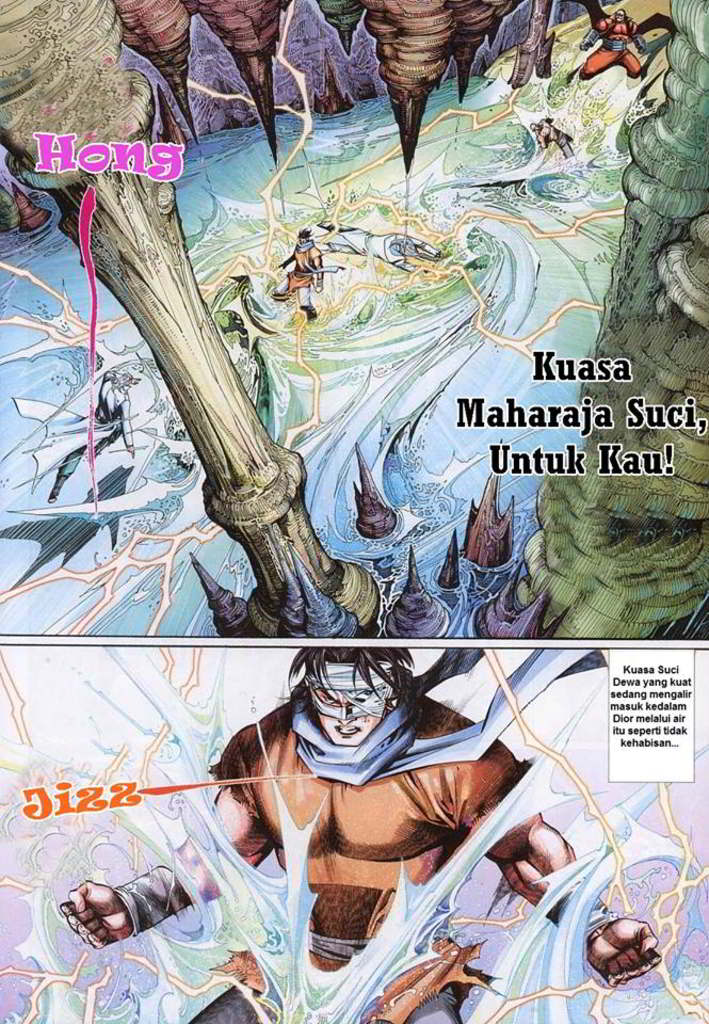 Hong
Kuasa
Maharaja Suci,
Untuk Kau!
Kuasa Suci
Dewa yang kuat
sedang mengalir
masuk kedalam
Dior melalui air
itu seperti tidak
kehabisan...
Jizz